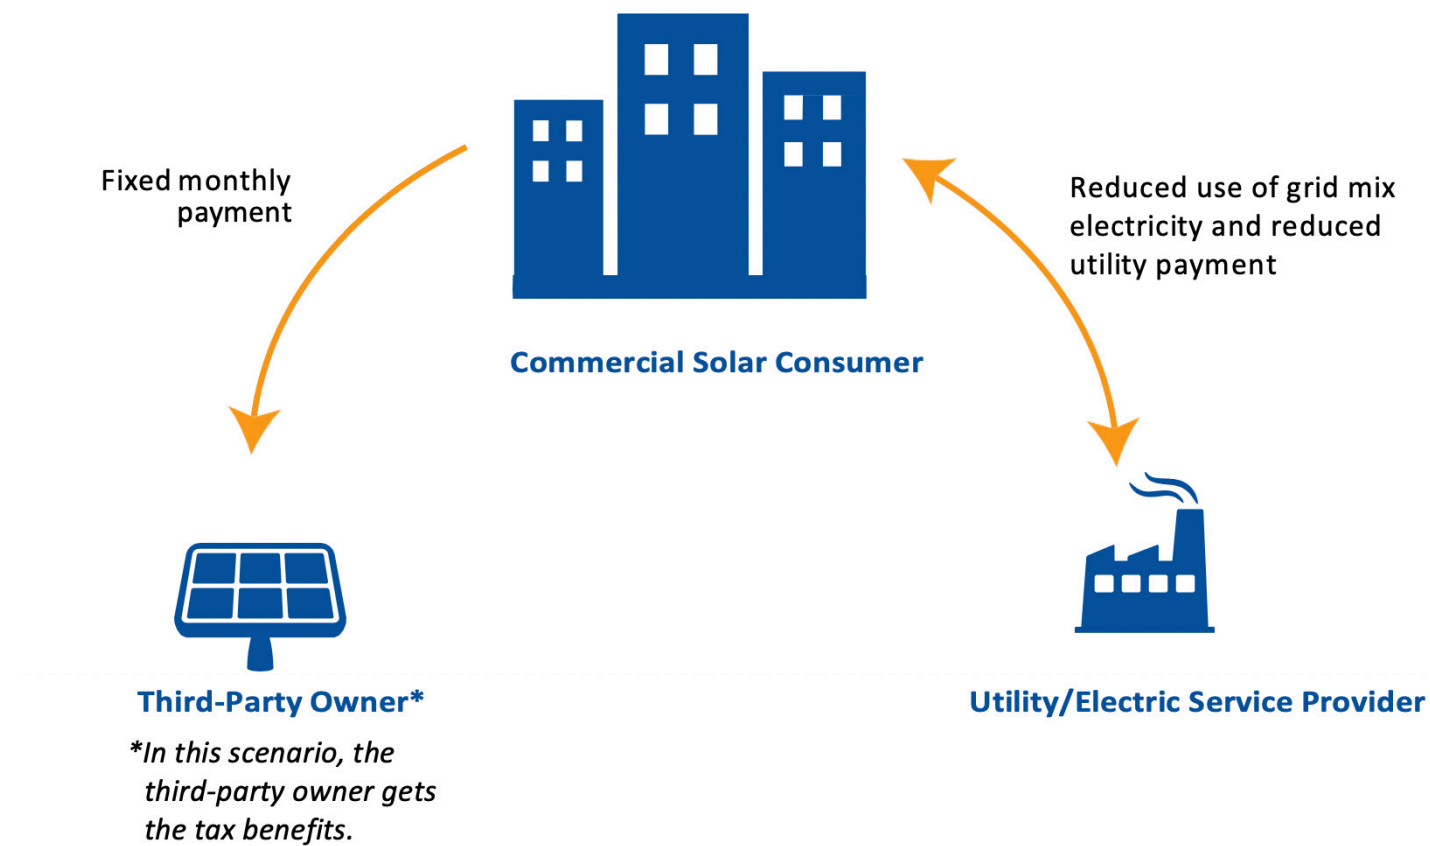 Fixed monthly
payment
Reduced use of grid mix
electricity and reduced
utility payment
Commercial Solar Consumer
Third-Party Owner*
*In this scenario, the
third-party owner gets
the tax benefits.
Utility/Electric Service Provider